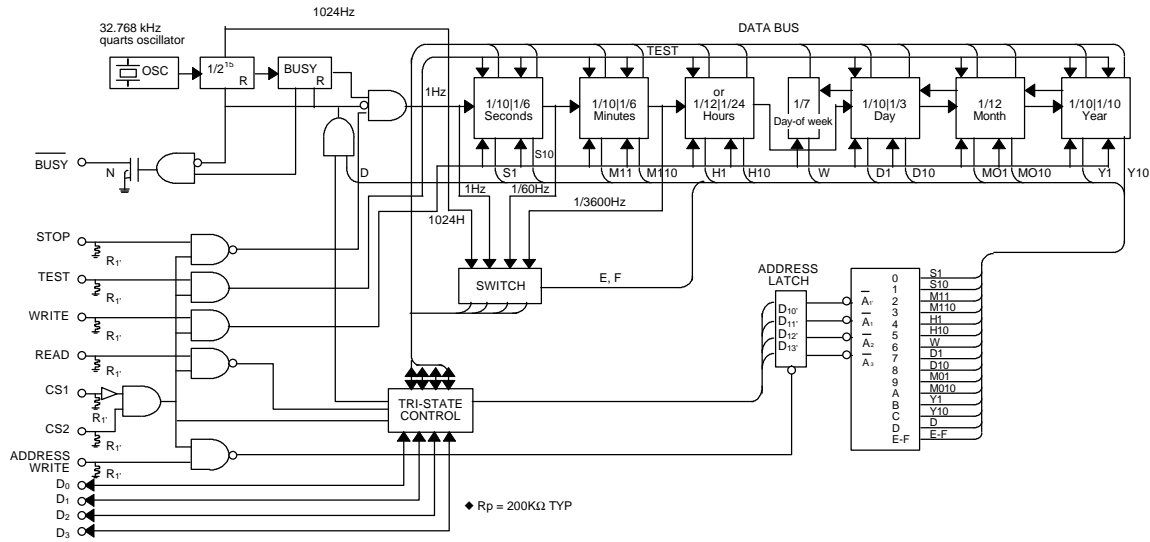 1024Hz
32.768 kHz
quarts oscillator
DATA BUS
TEST
OSC
1/2¹⁵
R
BUSY
R
1Hz
1/10|1/6
Seconds
1/10|1/6
Minutes
or
1/12|1/24
Hours
1/7
Day-of week
1/10|1/3
Day
1/12
Month
1/10|1/10
Year
BUSY
N
D
S10
S1
M11
M110
H1
H10
W
D1
D10
MO1
MO10
Y1
Y10
1Hz
1/60Hz
1024H
1/3600Hz
STOP
R1'
TEST
R1'
WRITE
R1'
READ
R1'
CS1
R1'
CS2
R1'
ADDRESS
WRITE
R1'
D0
D1
D2
D3
SWITCH
E, F
TRI-STATE
CONTROL
◆ Rp = 200KΩ TYP
ADDRESS
LATCH
D10'
D11'
D12'
D13'
A1'
A1
A2
A3
0
1
2
3
4
5
6
7
8
9
A
B
C
D
E-F
S1
S10
M11
M110
H1
H10
W
D1
D10
M01
M010
Y1
Y10
D
E-F